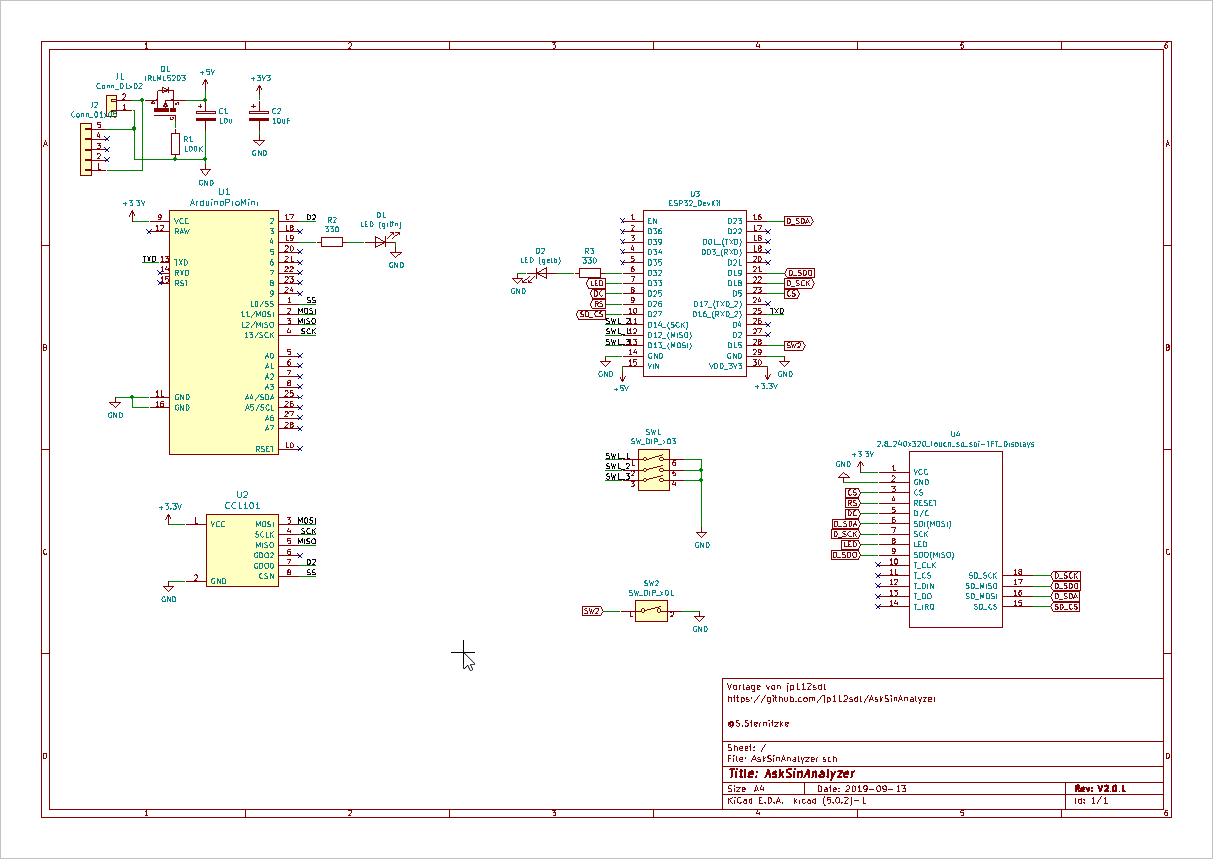 1 2 3 4 5 6
A B C D
J1
Conn_01x02
2
1
J2
5
4
3
2
1
Q1
IRLML5203
R1
100K
+5V
C1
10u
GND
+3V3
C2
10uF
GND
U1
ArduinoProMini
+3.3V
9 VCC 2 17 D2
12 RAW 3 18
4 19
5 20
TXD 13 TXD 6 21
14 RXD 7 22
15 RST 8 23
9 24
10/SS 1 SS
11/MOSI 2 MOSI
12/MISO 3 MISO
13/SCK 4 SCK
A0 5
A1 6
A2 7
A3 8
11 GND A4/SDA 25
16 GND A5/SCL 26
A6 27
A7 28
RSET 10
GND
R2
330
D1
LED (grün)
GND
U2
CC1101
+3.3V
1 VCC MOSI 3 MOSI
SCLK 4 SCK
MISO 5 MISO
GDO2 6
GDO0 7 D2
2 GND CSN 8 SS
GND
U3
ESP32_DevKit
1 EN D23 16 D_SDA
2 D36 D22 17
3 D39 D01_(TXD) 18
4 D34 D03_(RXD) 19
5 D35 D21 20
6 D32 D19 21 D_SDO
LED 7 D33 D18 22 D_SCK
DC 8 D25 D5 23 CS
RS 9 D26 D17_(TXD_2) 24
SD_CS 10 D27 D16_(RXD_2) 25 TXD
SW1_2 11 D14_(SCK) D4 26
SW1_1 12 D12_(MISO) D2 27
SW1_3 13 D13_(MOSI) D15 28 SW2
14 GND GND 29
15 VIN VDD_3V3 30
GND
+5V
GND
+3.3V
D2
LED (gelb)
R3
330
GND
SW1
SW_DIP_x03
SW1_1 1 6
SW1_2 2 5
SW1_3 3 4
GND
SW2
SW_DIP_x01
SW2 1 2
GND
U4
2.8_240x320_Touch_sd_spi-TFT_Displays
+3.3V
GND
1 VCC
2 GND
CS 3 CS
RS 4 RESET
DC 5 D/C
D_SDA 6 SDI(MOSI)
D_SCK 7 SCK
LED 8 LED
D_SDO 9 SDO(MISO)
10 T_CLK
11 T_CS SD_SCK 18 D_SCK
12 T_DIN SD_MISO 17 D_SDO
13 T_DO SD_MOSI 16 D_SDA
14 T_IRQ SD_CS 15 SD_CS
Vorlage von jp112sdl
https://github.com/jp112sdl/AskSinAnalyzer
@S.Sternitzke
Sheet: /
File: AskSinAnalyzer.sch
Title: AskSinAnalyzer
Size: A4 Date: 2019-09-13 Rev: V2.0.1
KiCad E.D.A. kicad (5.0.2)-1 Id: 1/1
1 2 3 4 5 6